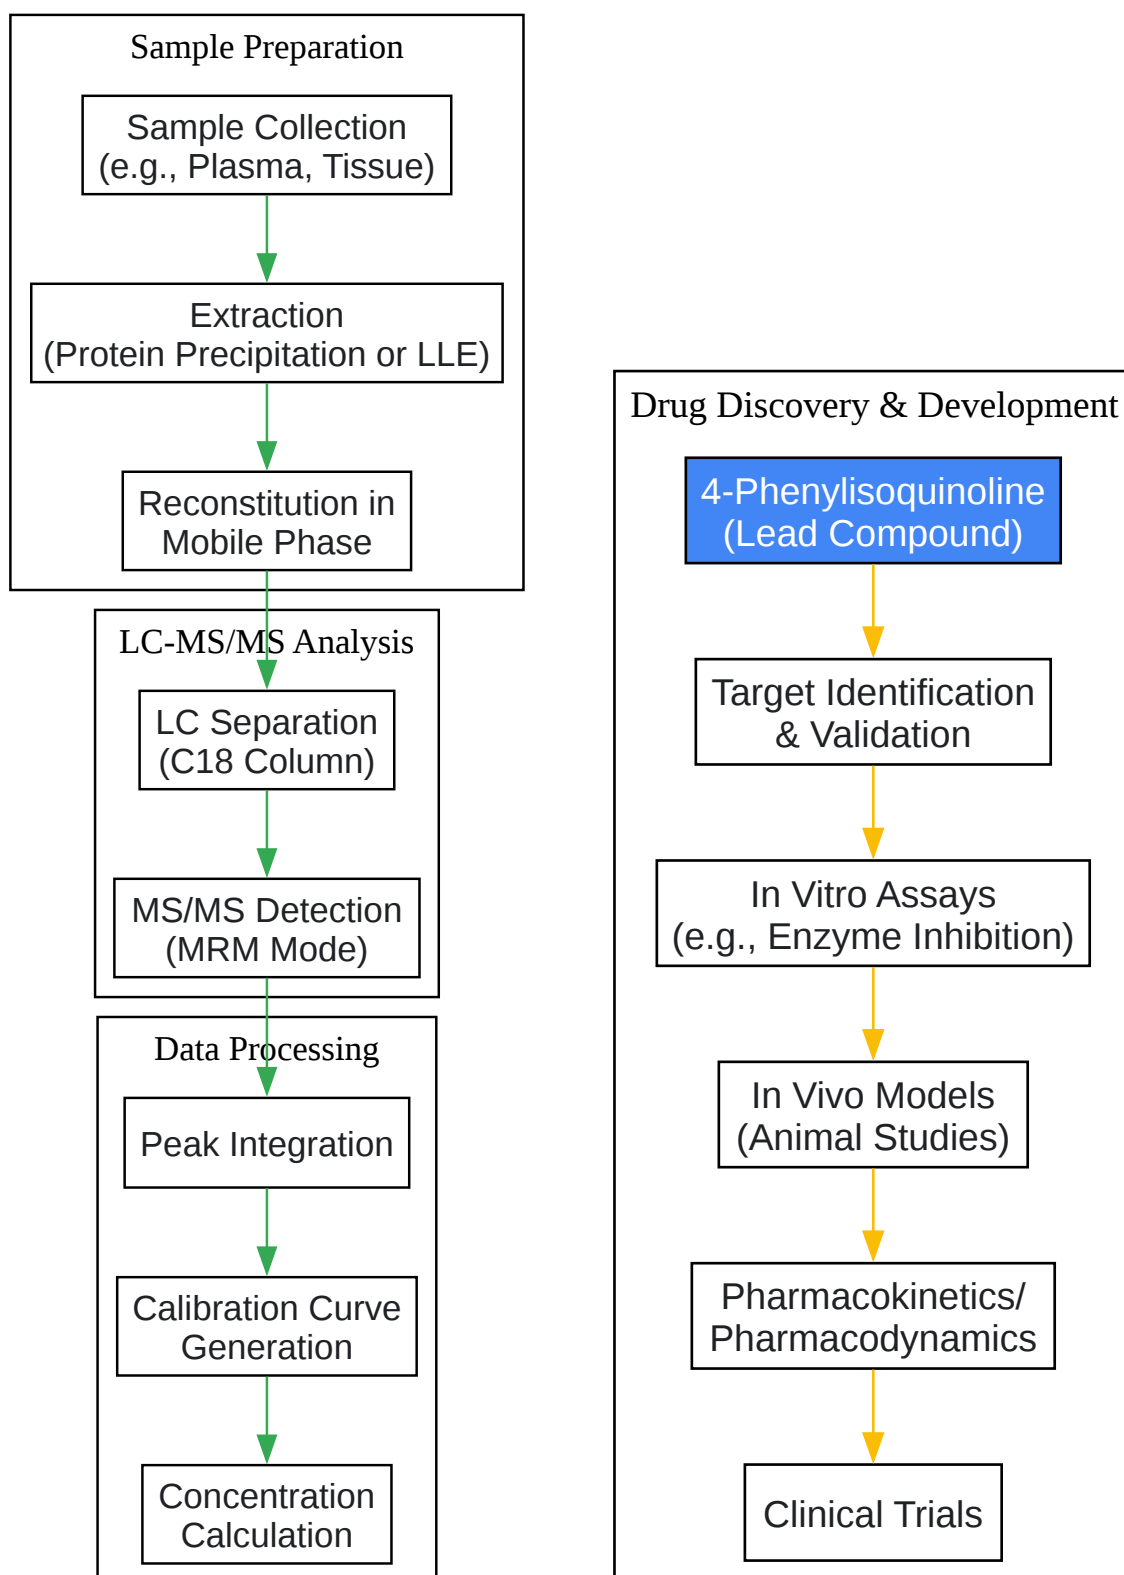 Sample Preparation
Sample Collection
(e.g., Plasma, Tissue)
Extraction
(Protein Precipitation or LLE)
Reconstitution in
Mobile Phase
LC-MS/MS Analysis
LC Separation
(C18 Column)
MS/MS Detection
(MRM Mode)
Data Processing
Peak Integration
Calibration Curve
Generation
Concentration
Calculation
Drug Discovery & Development
4-Phenylisoquinoline
(Lead Compound)
Target Identification
& Validation
In Vitro Assays
(e.g., Enzyme Inhibition)
In Vivo Models
(Animal Studies)
Pharmacokinetics/
Pharmacodynamics
Clinical Trials